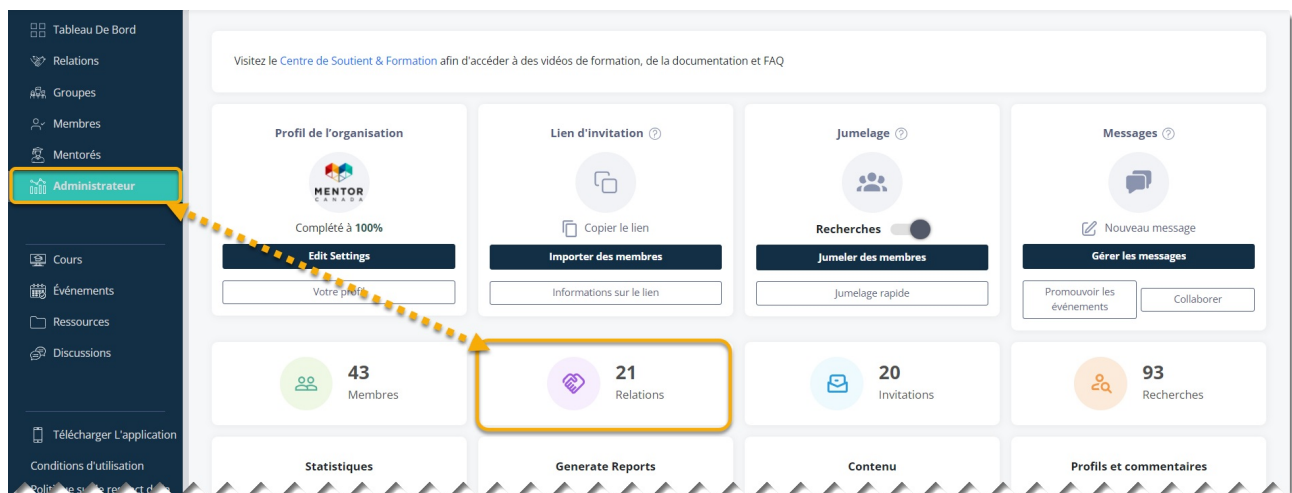 Tableau De Bord
Relations
Groupes
Membres
Mentorés
Administrateur
Cours
Événements
Ressources
Discussions
Télécharger L'application
Conditions d'utilisation
Visitez le Centre de Soutient & Formation afin d'accéder à des vidéos de formation, de la documentation et FAQ
Profil de l'organisation
MENTOR
CANADA
Complété à 100%
Edit Settings
Votre profil
Lien d'invitation ?
Copier le lien
Importer des membres
Informations sur le lien
Jumelage ?
Recherches
Jumeler des membres
Jumelage rapide
Messages ?
Nouveau message
Gérer les messages
Promouvoir les
événements
Collaborer
43
Membres
21
Relations
20
Invitations
93
Recherches
Statistiques
Generate Reports
Contenu
Profils et commentaires